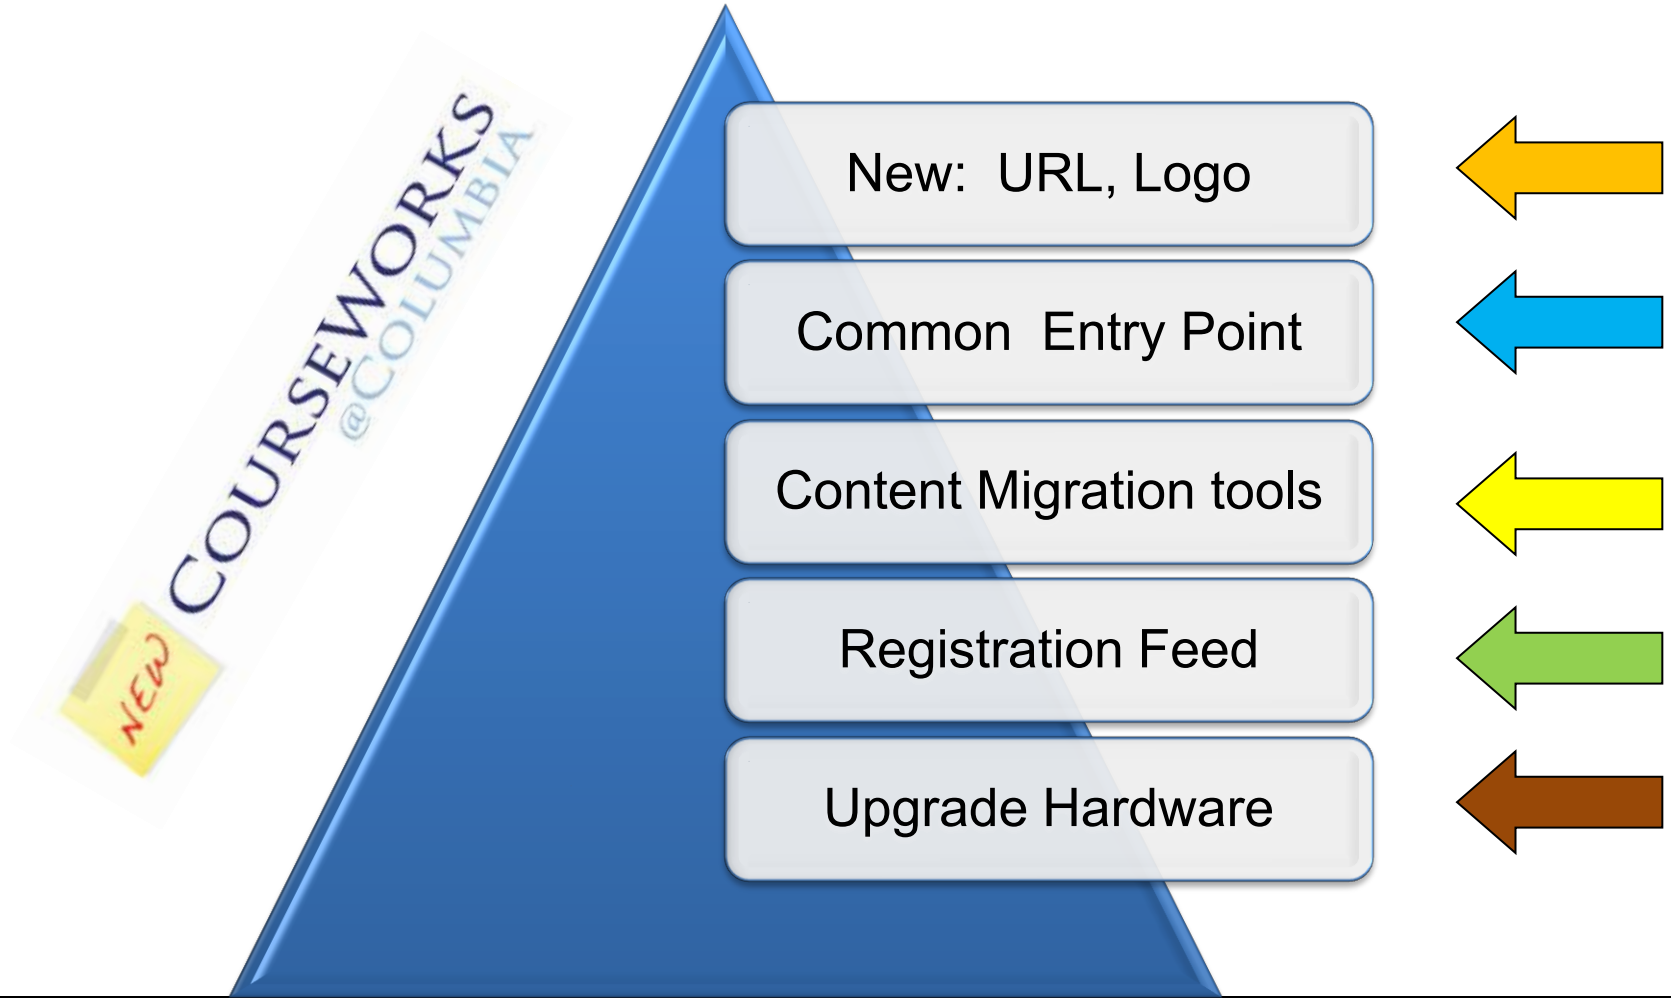 NEW
COURSEWORKS
@COLUMBIA
New:  URL, Logo
Common  Entry Point
Content Migration tools
Registration Feed
Upgrade Hardware